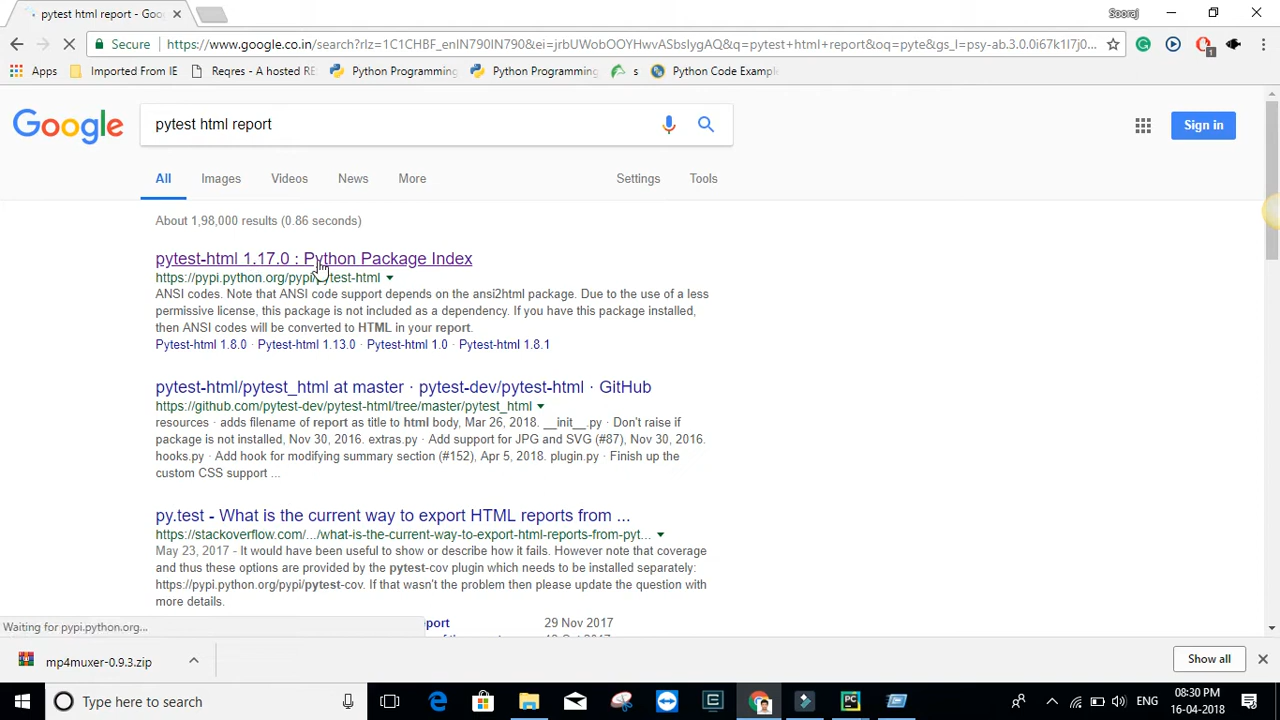 pytest html report - Goo
Sooraj
Secure
https://www.google.co.in/search?rlz=1C1CHBF_enIN790IN790&ei=jrbUWobOOYHwvASbsIygAQ&q=pytest+html+report&oq=pyte&gs_l=psy-ab.3.0.0i67k1l7j0...
1
Apps
Imported From IE
Reqres - A hosted RE
Python Programming
Python Programming
s
Python Code Example
Google
pytest html report
Sign in
All
Images
Videos
News
More
Settings
Tools
About 1,98,000 results (0.86 seconds)
pytest-html 1.17.0 : Python Package Index
https://pypi.python.org/pypi/pytest-html
ANSI codes. Note that ANSI code support depends on the ansi2html package. Due to the use of a less
permissive license, this package is not included as a dependency. If you have this package installed,
then ANSI codes will be converted to HTML in your report.
Pytest-html 1.8.0 · Pytest-html 1.13.0 · Pytest-html 1.0 · Pytest-html 1.8.1
pytest-html/pytest_html at master · pytest-dev/pytest-html · GitHub
https://github.com/pytest-dev/pytest-html/tree/master/pytest_html
resources · adds filename of report as title to html body, Mar 26, 2018. __init__.py · Don't raise if
package is not installed, Nov 30, 2016. extras.py · Add support for JPG and SVG (#87), Nov 30, 2016.
hooks.py · Add hook for modifying summary section (#152), Apr 5, 2018. plugin.py · Finish up the
custom CSS support ...
py.test - What is the current way to export HTML reports from ...
https://stackoverflow.com/.../what-is-the-current-way-to-export-html-reports-from-pyt...
May 23, 2017 - It would have been useful to show or describe how it fails. However note that coverage
and thus these options are provided by the pytest-cov plugin which needs to be installed separately:
https://pypi.python.org/pypi/pytest-cov. If that wasn't the problem then please update the question with
more details.
port
29 Nov 2017
Waiting for pypi.python.org...
mp4muxer-0.9.3.zip
Show all
Type here to search
ENG
08:30 PM
16-04-2018